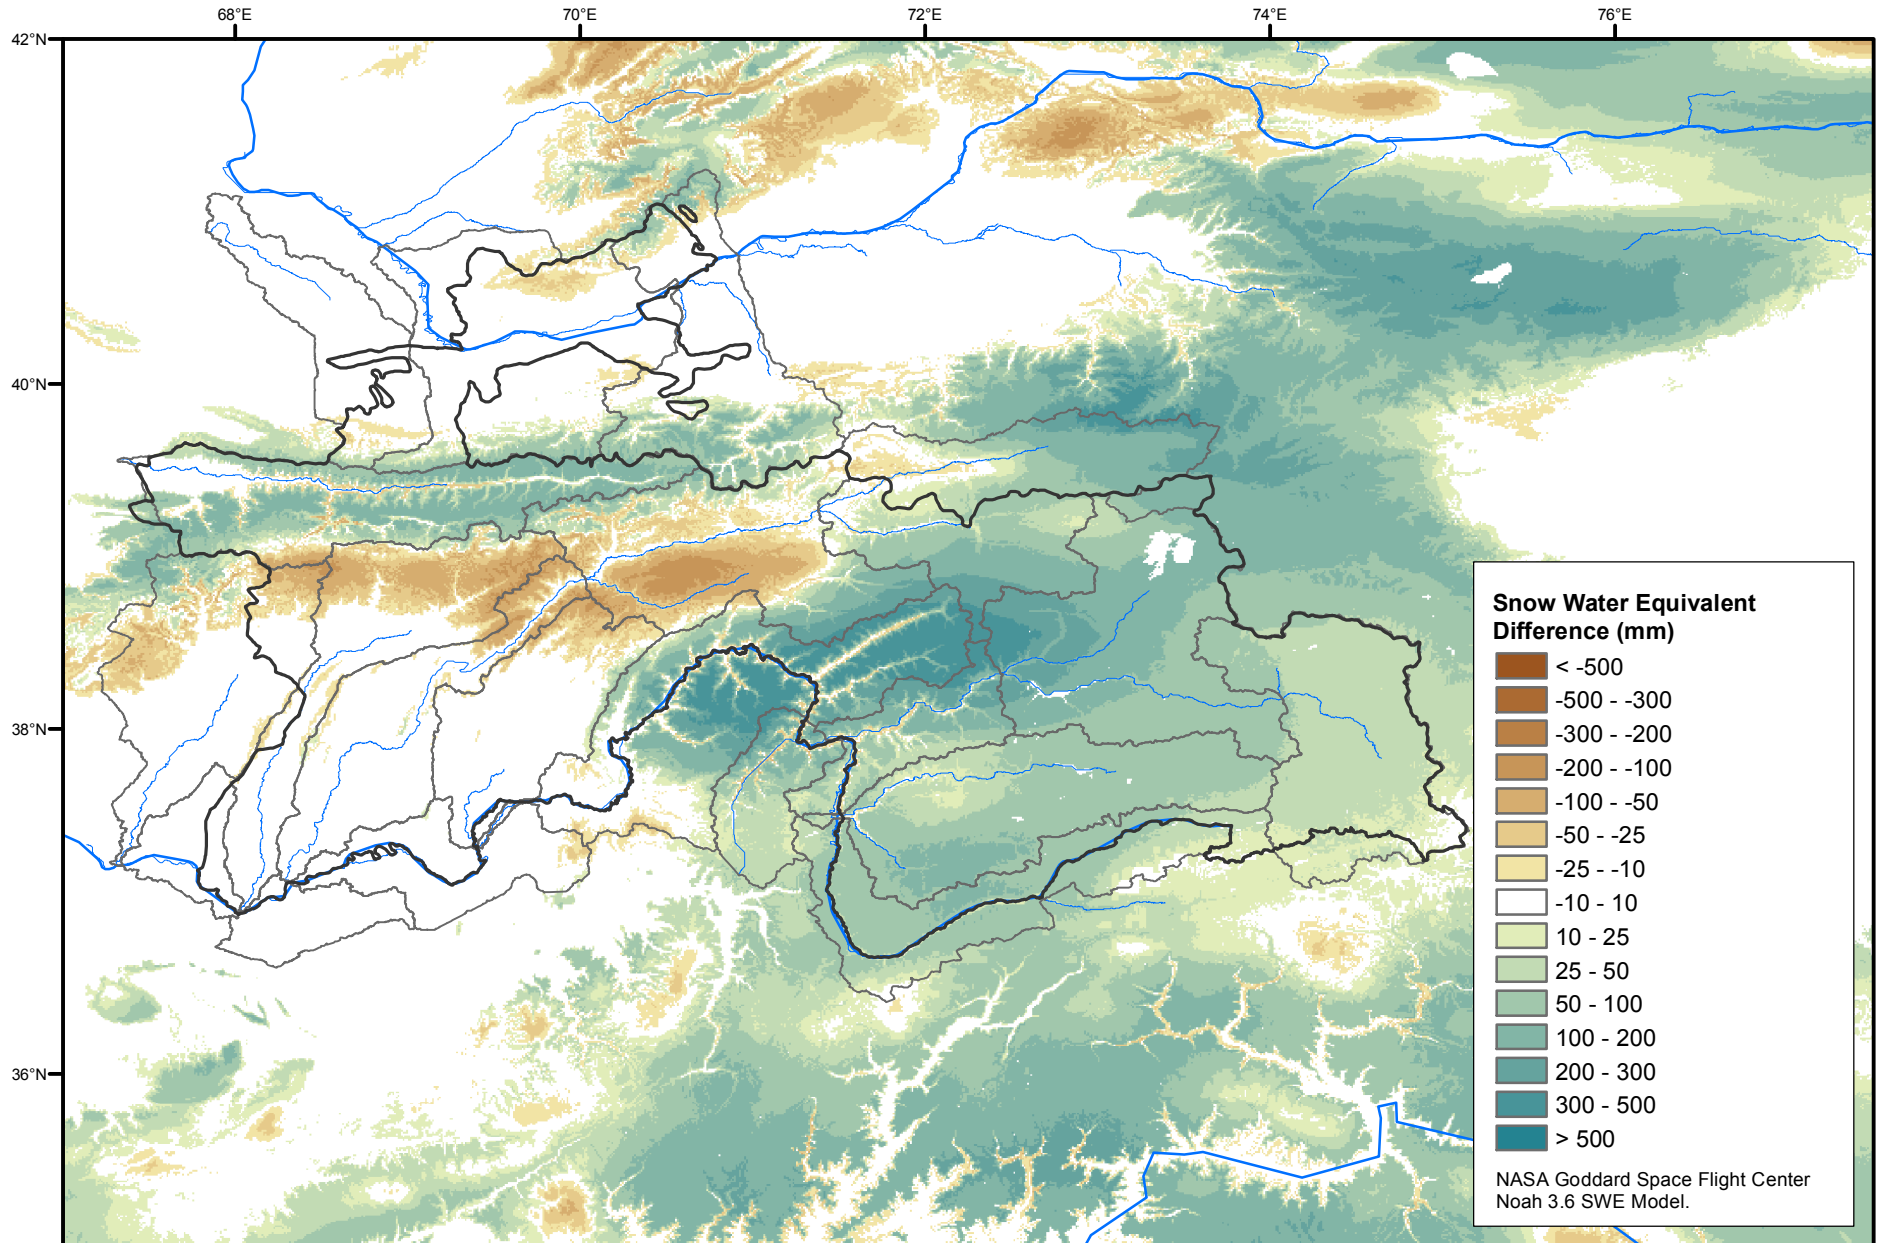 68°E 70°E 72°E 74°E 76°E
42°N
40°N
38°N
36°N
Snow Water Equivalent
Difference (mm)
< -500
-500 - -300
-300 - -200
-200 - -100
-100 - -50
-50 - -25
-25 - -10
-10 - 10
10 - 25
25 - 50
50 - 100
100 - 200
200 - 300
300 - 500
> 500
NASA Goddard Space Flight Center
Noah 3.6 SWE Model.